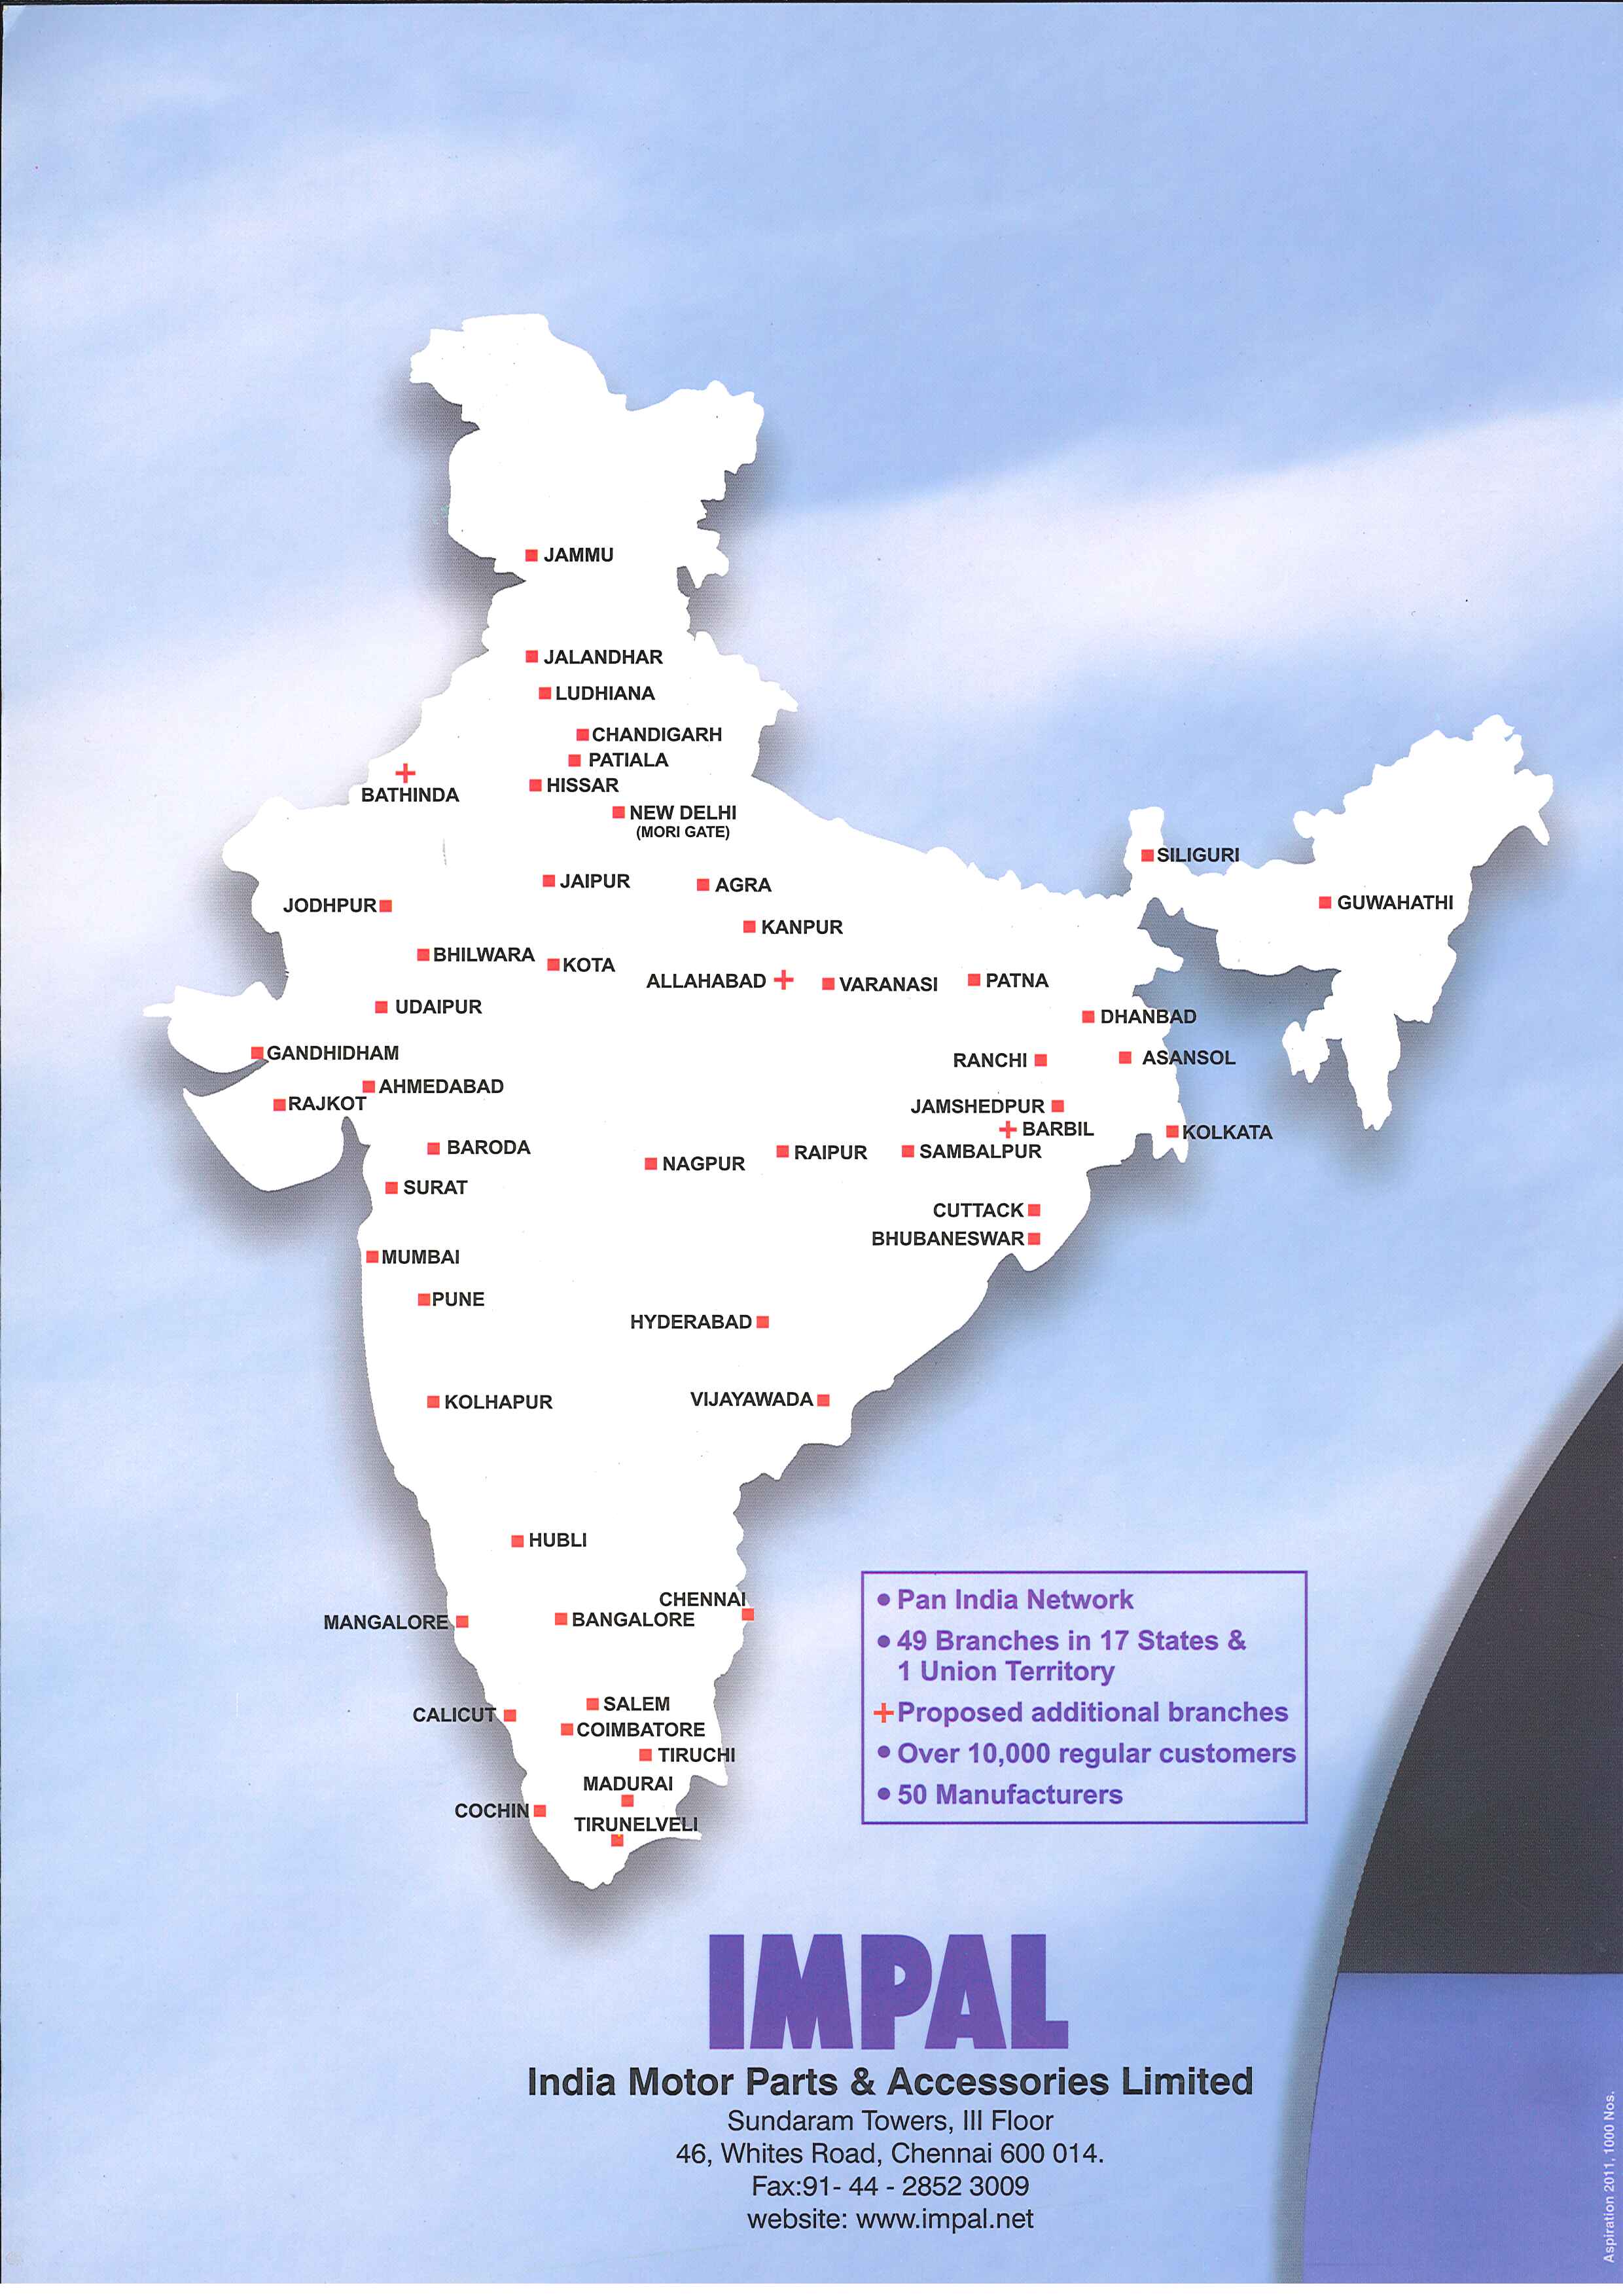 JAMMU
JALANDHAR
LUDHIANA
CHANDIGARH
PATIALA
BATHINDA
HISSAR
NEW DELHI
(MORI GATE)
SILIGURI
JAIPUR
AGRA
JODHPUR
GUWAHATHI
KANPUR
BHILWARA
KOTA
ALLAHABAD
VARANASI
PATNA
UDAIPUR
DHANBAD
GANDHIDHAM
RANCHI
ASANSOL
AHMEDABAD
RAJKOT
JAMSHEDPUR
BARBIL
KOLKATA
BARODA
NAGPUR
RAIPUR
SAMBALPUR
SURAT
CUTTACK
BHUBANESWAR
MUMBAI
PUNE
HYDERABAD
KOLHAPUR
VIJAYAWADA
HUBLI
CHENNAI
MANGALORE
BANGALORE
SALEM
CALICUT
COIMBATORE
TIRUCHI
MADURAI
COCHIN
TIRUNELVELI
• Pan India Network
• 49 Branches in 17 States &
1 Union Territory
+ Proposed additional branches
• Over 10,000 regular customers
• 50 Manufacturers
IMPAL
India Motor Parts & Accessories Limited
Sundaram Towers, III Floor
46, Whites Road, Chennai 600 014.
Fax:91- 44 - 2852 3009
website: www.impal.net
Aspiration 2011, 1000 Nos.